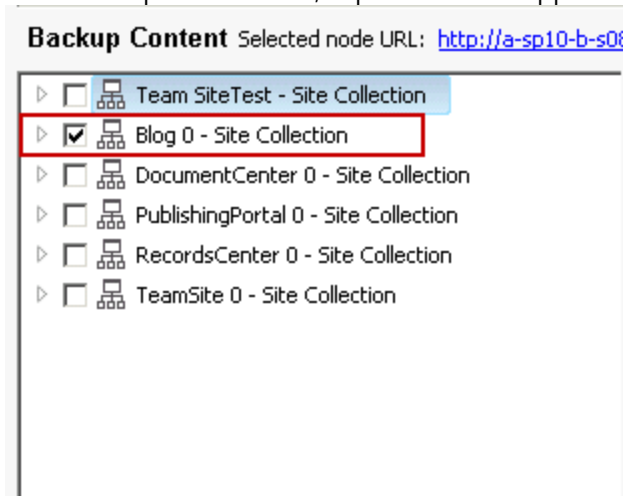 Backup Content Selected node URL: http://a-sp10-b-s08
Team SiteTest - Site Collection
Blog 0 - Site Collection
DocumentCenter 0 - Site Collection
PublishingPortal 0 - Site Collection
RecordsCenter 0 - Site Collection
TeamSite 0 - Site Collection